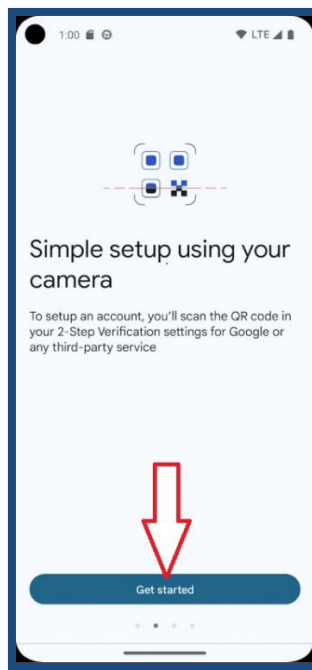 1:00 LTE
Simple setup using your
camera
To setup an account, you'll scan the QR code in
your 2-Step Verification settings for Google or
any third-party service
Get started